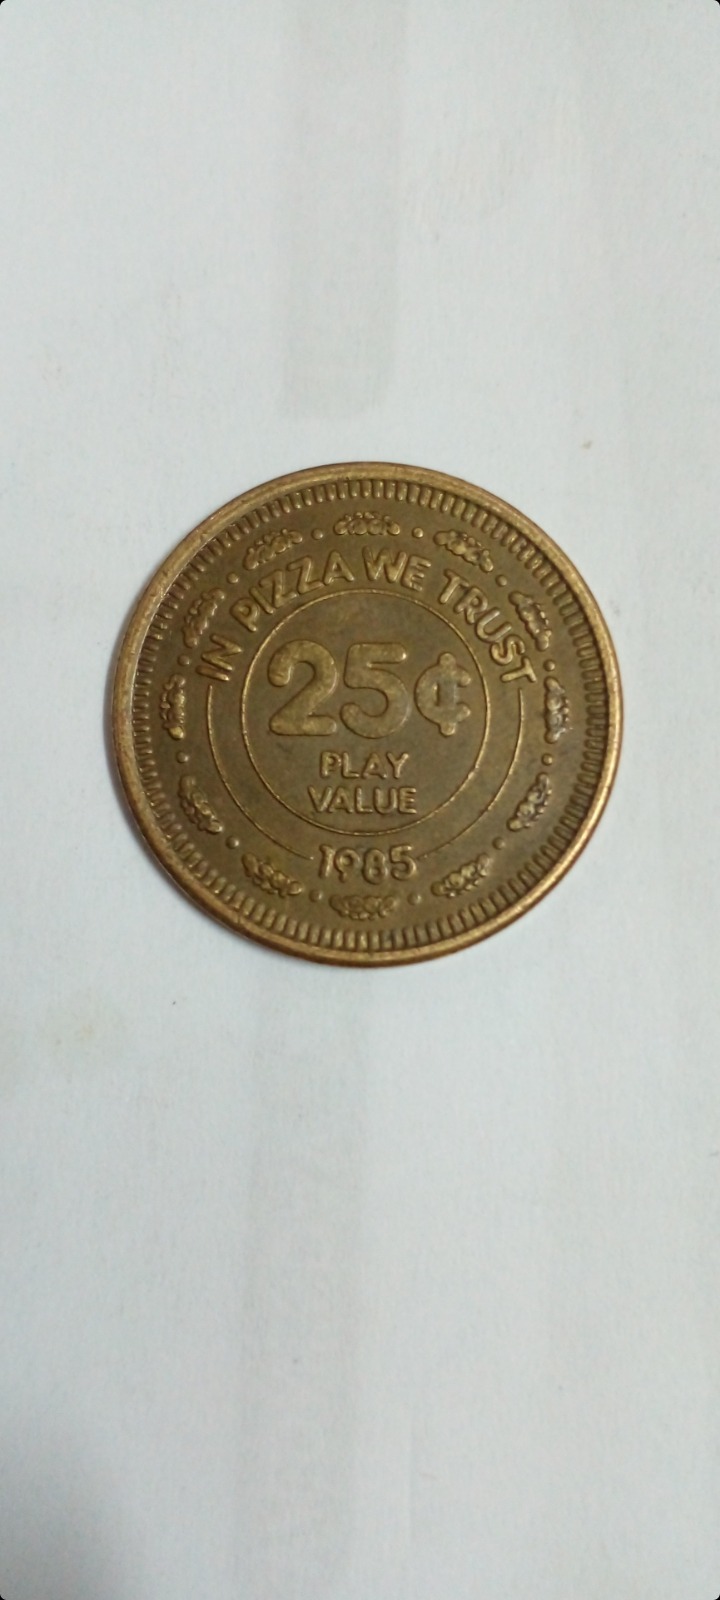 IN PIZZA WE TRUST
25¢
PLAY
VALUE
1985